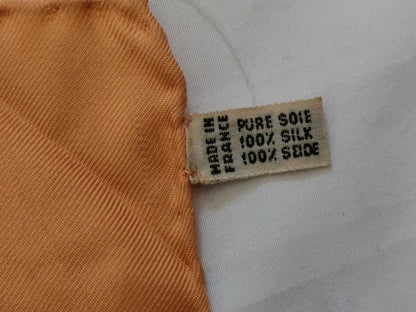 MADE IN
FRANCE
PURE SOIE
100% SILK
100% SEIDE